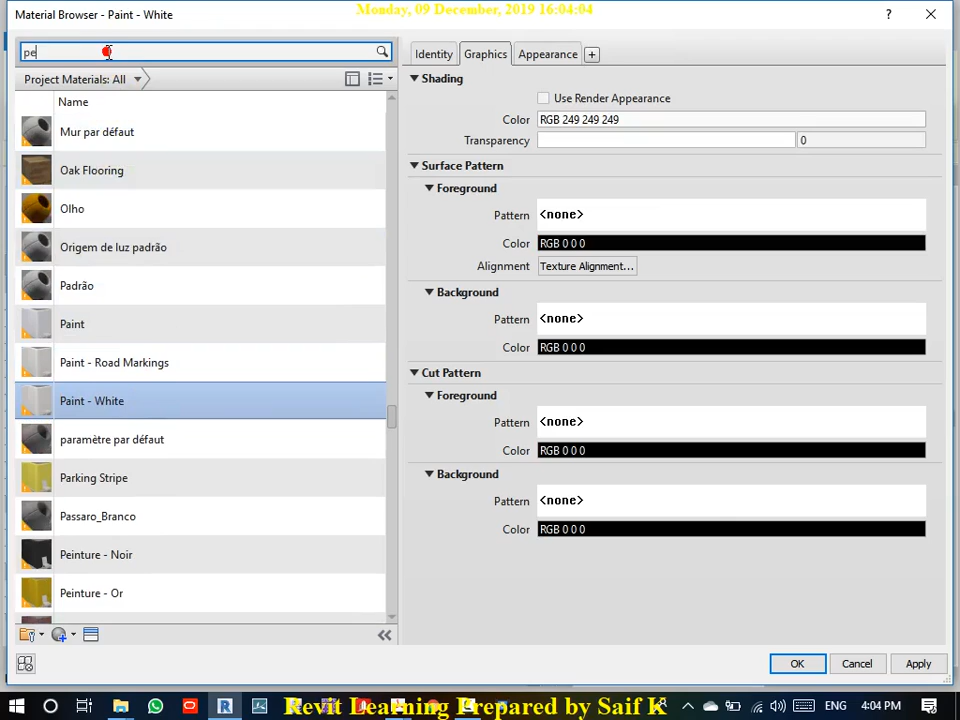 Material Browser - Paint - White
Monday, 09 December, 2019 16:04:04
?
pe
Project Materials: All
Name
Mur par défaut
Oak Flooring
Olho
Origem de luz padrão
Padrão
Paint
Paint - Road Markings
Paint - White
paramètre par défaut
Parking Stripe
Passaro_Branco
Peinture - Noir
Peinture - Or
Identity
Graphics
Appearance
+
Shading
Use Render Appearance
Color RGB 249 249 249
Transparency 0
Surface Pattern
Foreground
Pattern <none>
Color RGB 0 0 0
Alignment Texture Alignment...
Background
Pattern <none>
Color RGB 0 0 0
Cut Pattern
Foreground
Pattern <none>
Color RGB 0 0 0
Background
Pattern <none>
Color RGB 0 0 0
OK
Cancel
Apply
Revit Learning Prepared by Saif K
ENG
4:04 PM